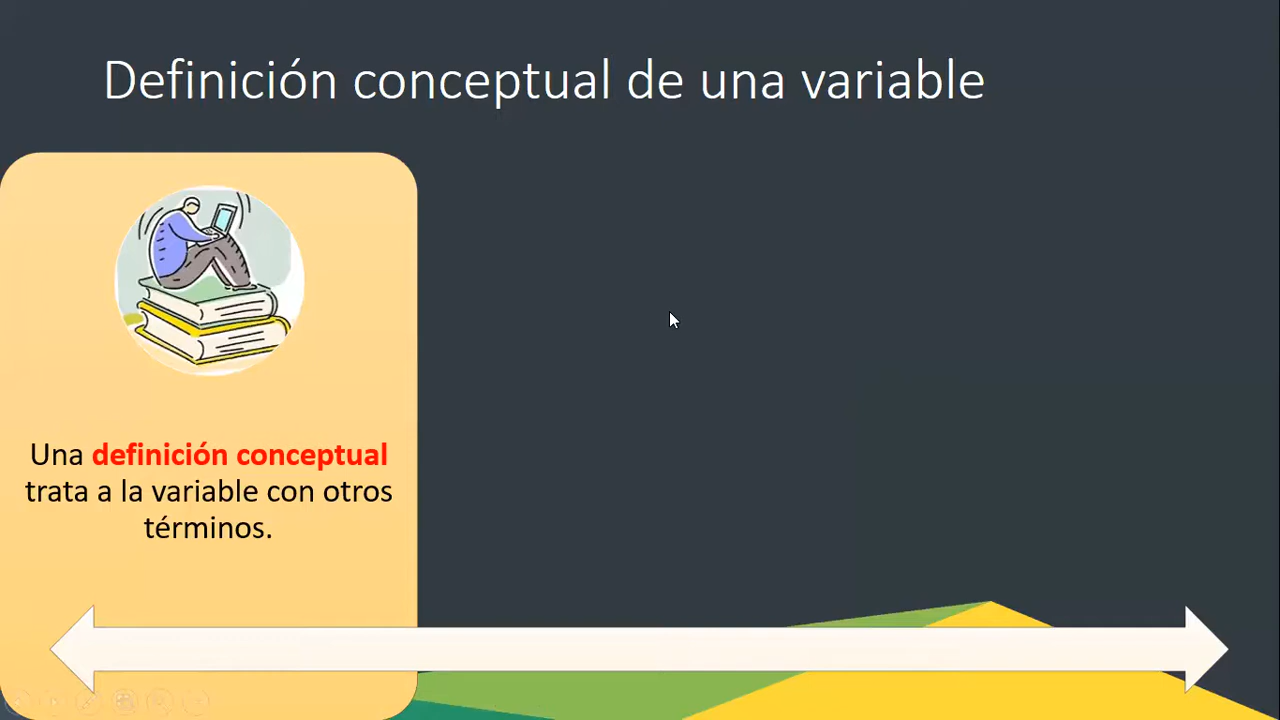 Definición conceptual de una variable
Una definición conceptual
trata a la variable con otros
términos.